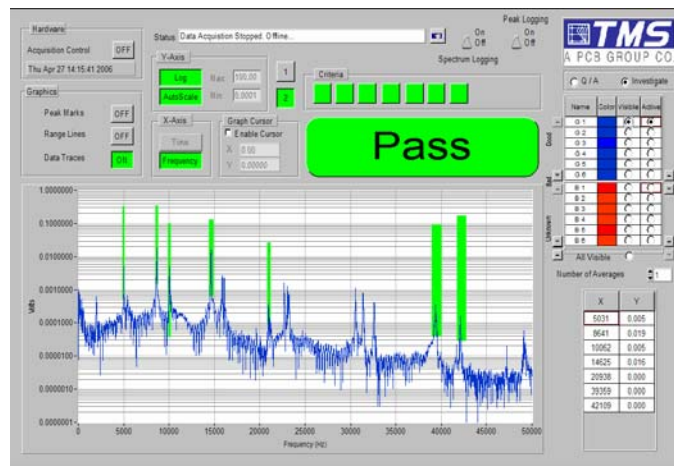 Hardware
Acquisition Control OFF
Thu Apr 27 14:15:41 2006
Graphics
Peak Marks OFF
Range Lines OFF
Data Traces ON
Status Data Acquisition Stopped. Offline...
Y-Axis
Log Max 100.00
AutoScale Min 0.0001
1
2
X-Axis
Time
Frequency
Graph Cursor
Enable Cursor
X 0.00
Y 0.00000
Peak Logging
On
Off
On
Off
Spectrum Logging
Criteria
Pass
TMS
A PCB GROUP CO.
Q / A Investigate
Name Color Visible Active
G 1
G 2
G 3
G 4
G 5
G 6
B 1
B 2
B 3
B 4
B 5
B 6
Good
Bad
Unknown
All Visible
Number of Averages 1
X Y
5031 0.005
8641 0.019
10062 0.005
14625 0.016
20938 0.000
39359 0.000
42109 0.000
Volts
1.0000000
0.1000000
0.0100000
0.0010000
0.0001000
0.0000100
0.0000010
0.0000001
0 5000 10000 15000 20000 25000 30000 35000 40000 45000 50000
Frequency (Hz)